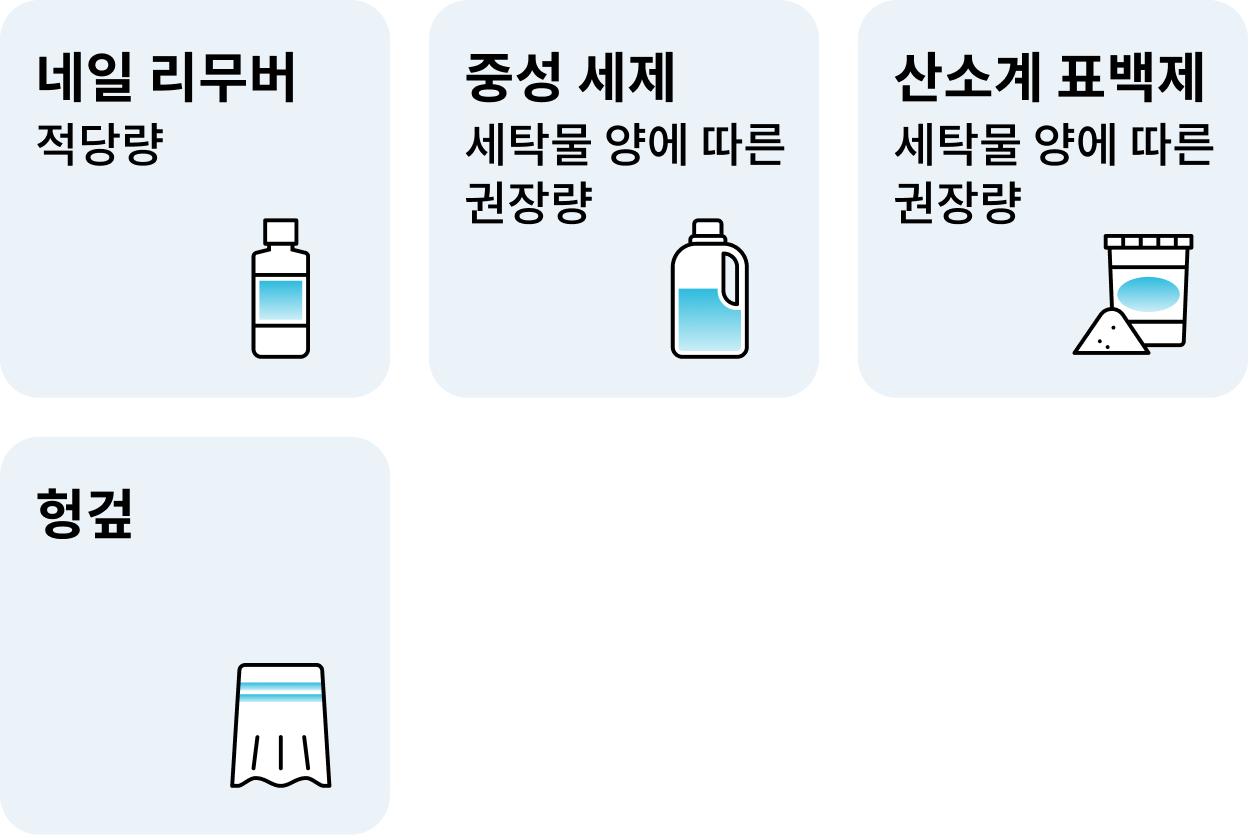 네일 리무버
적당량
중성 세제
세탁물 양에 따른
권장량
산소계 표백제
세탁물 양에 따른
권장량
헝겊